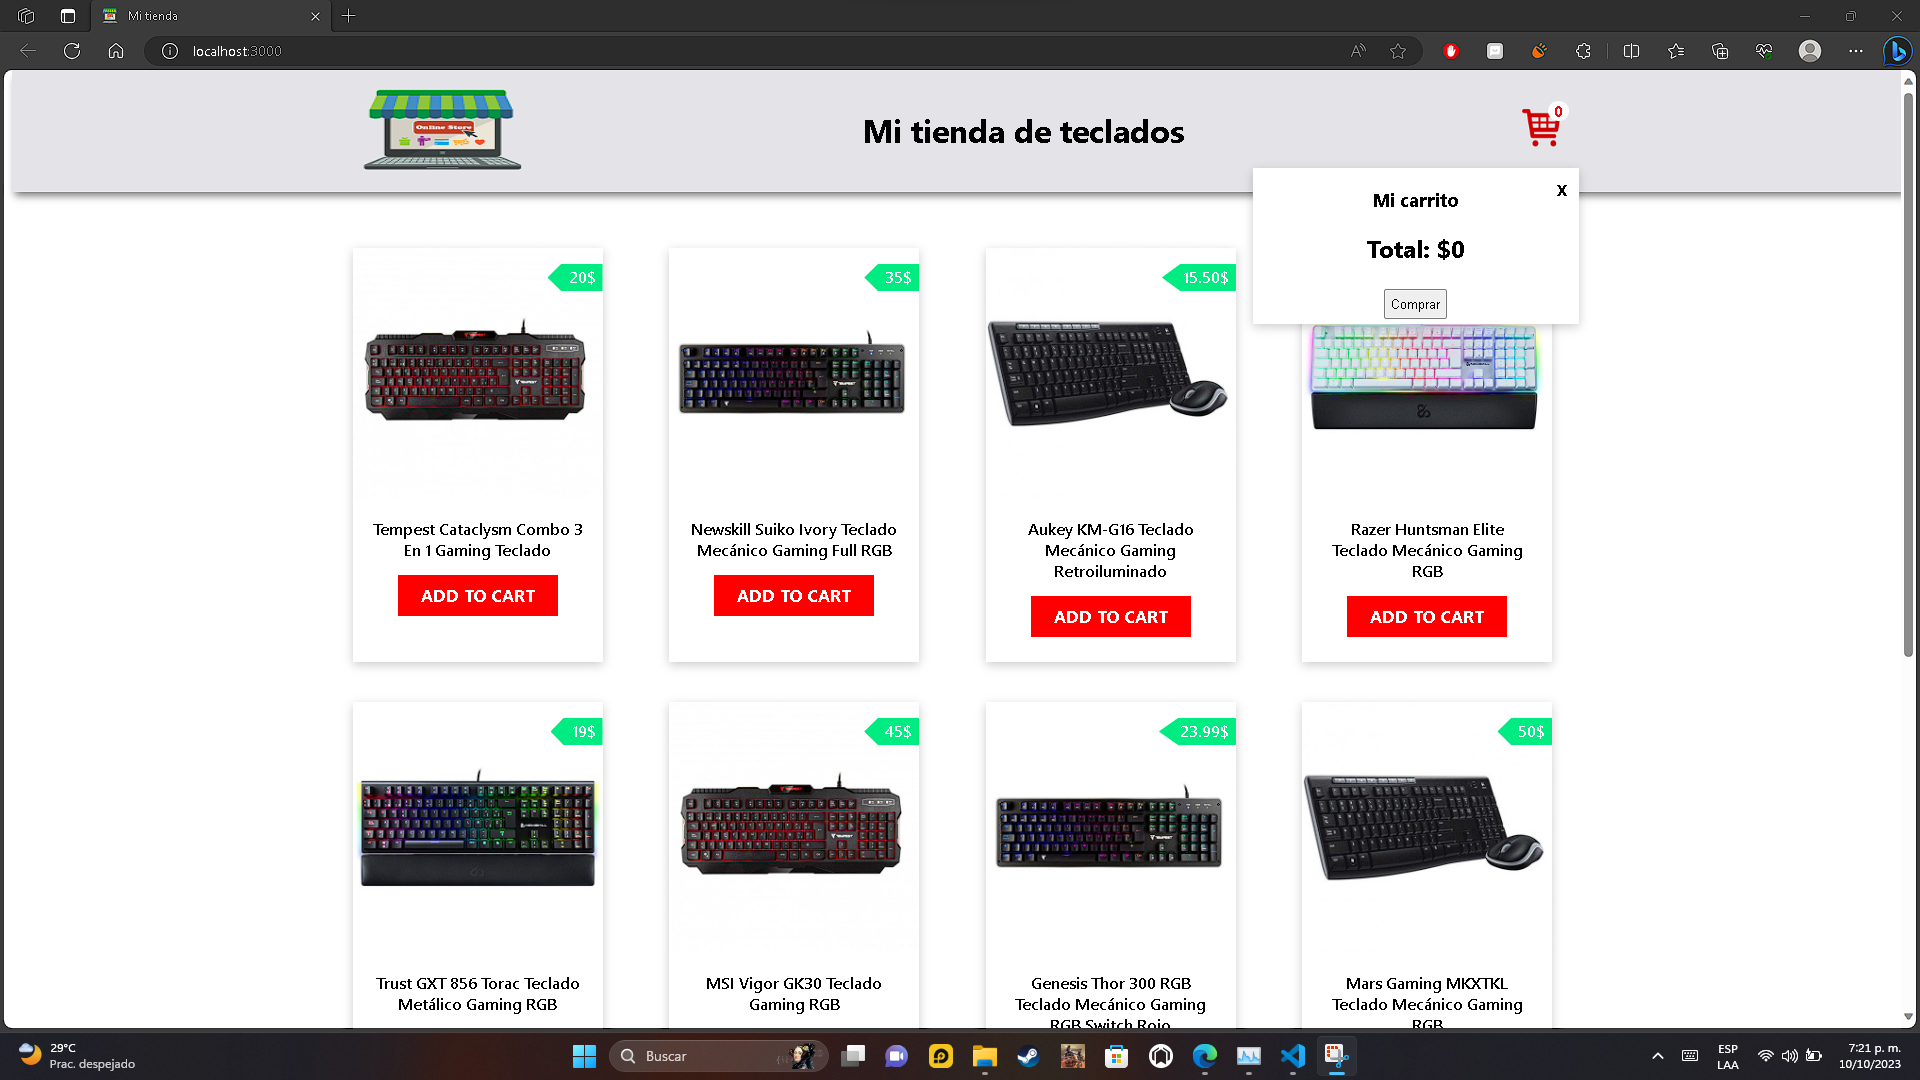 Mi tienda
localhost:3000
Online Store
Mi tienda de teclados
0
Mi carrito
X
Total: $0
Comprar
20$
35$
15.50$
Tempest Cataclysm Combo 3
En 1 Gaming Teclado
ADD TO CART
Newskill Suiko Ivory Teclado
Mecánico Gaming Full RGB
ADD TO CART
Aukey KM-G16 Teclado
Mecánico Gaming
Retroiluminado
ADD TO CART
Razer Huntsman Elite
Teclado Mecánico Gaming
RGB
ADD TO CART
19$
45$
23.99$
50$
Trust GXT 856 Torac Teclado
Metálico Gaming RGB
MSI Vigor GK30 Teclado
Gaming RGB
Genesis Thor 300 RGB
Teclado Mecánico Gaming
RGB Switch Rojo
Mars Gaming MKXTKL
Teclado Mecánico Gaming
RGB
29°C
Prac. despejado
Buscar
ESP
LAA
7:21 p. m.
10/10/2023